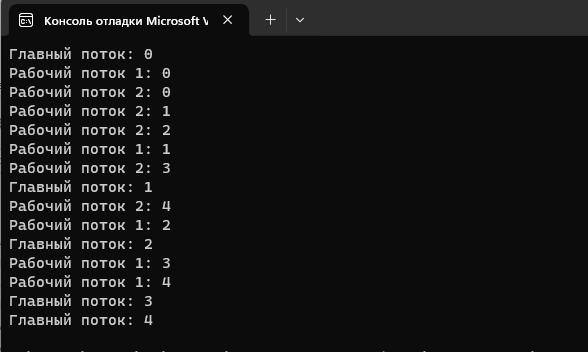 Консоль отладки Microsoft V
Главный поток: 0
Рабочий поток 1: 0
Рабочий поток 2: 0
Рабочий поток 2: 1
Рабочий поток 2: 2
Рабочий поток 1: 1
Рабочий поток 2: 3
Главный поток: 1
Рабочий поток 2: 4
Рабочий поток 1: 2
Главный поток: 2
Рабочий поток 1: 3
Рабочий поток 1: 4
Главный поток: 3
Главный поток: 4